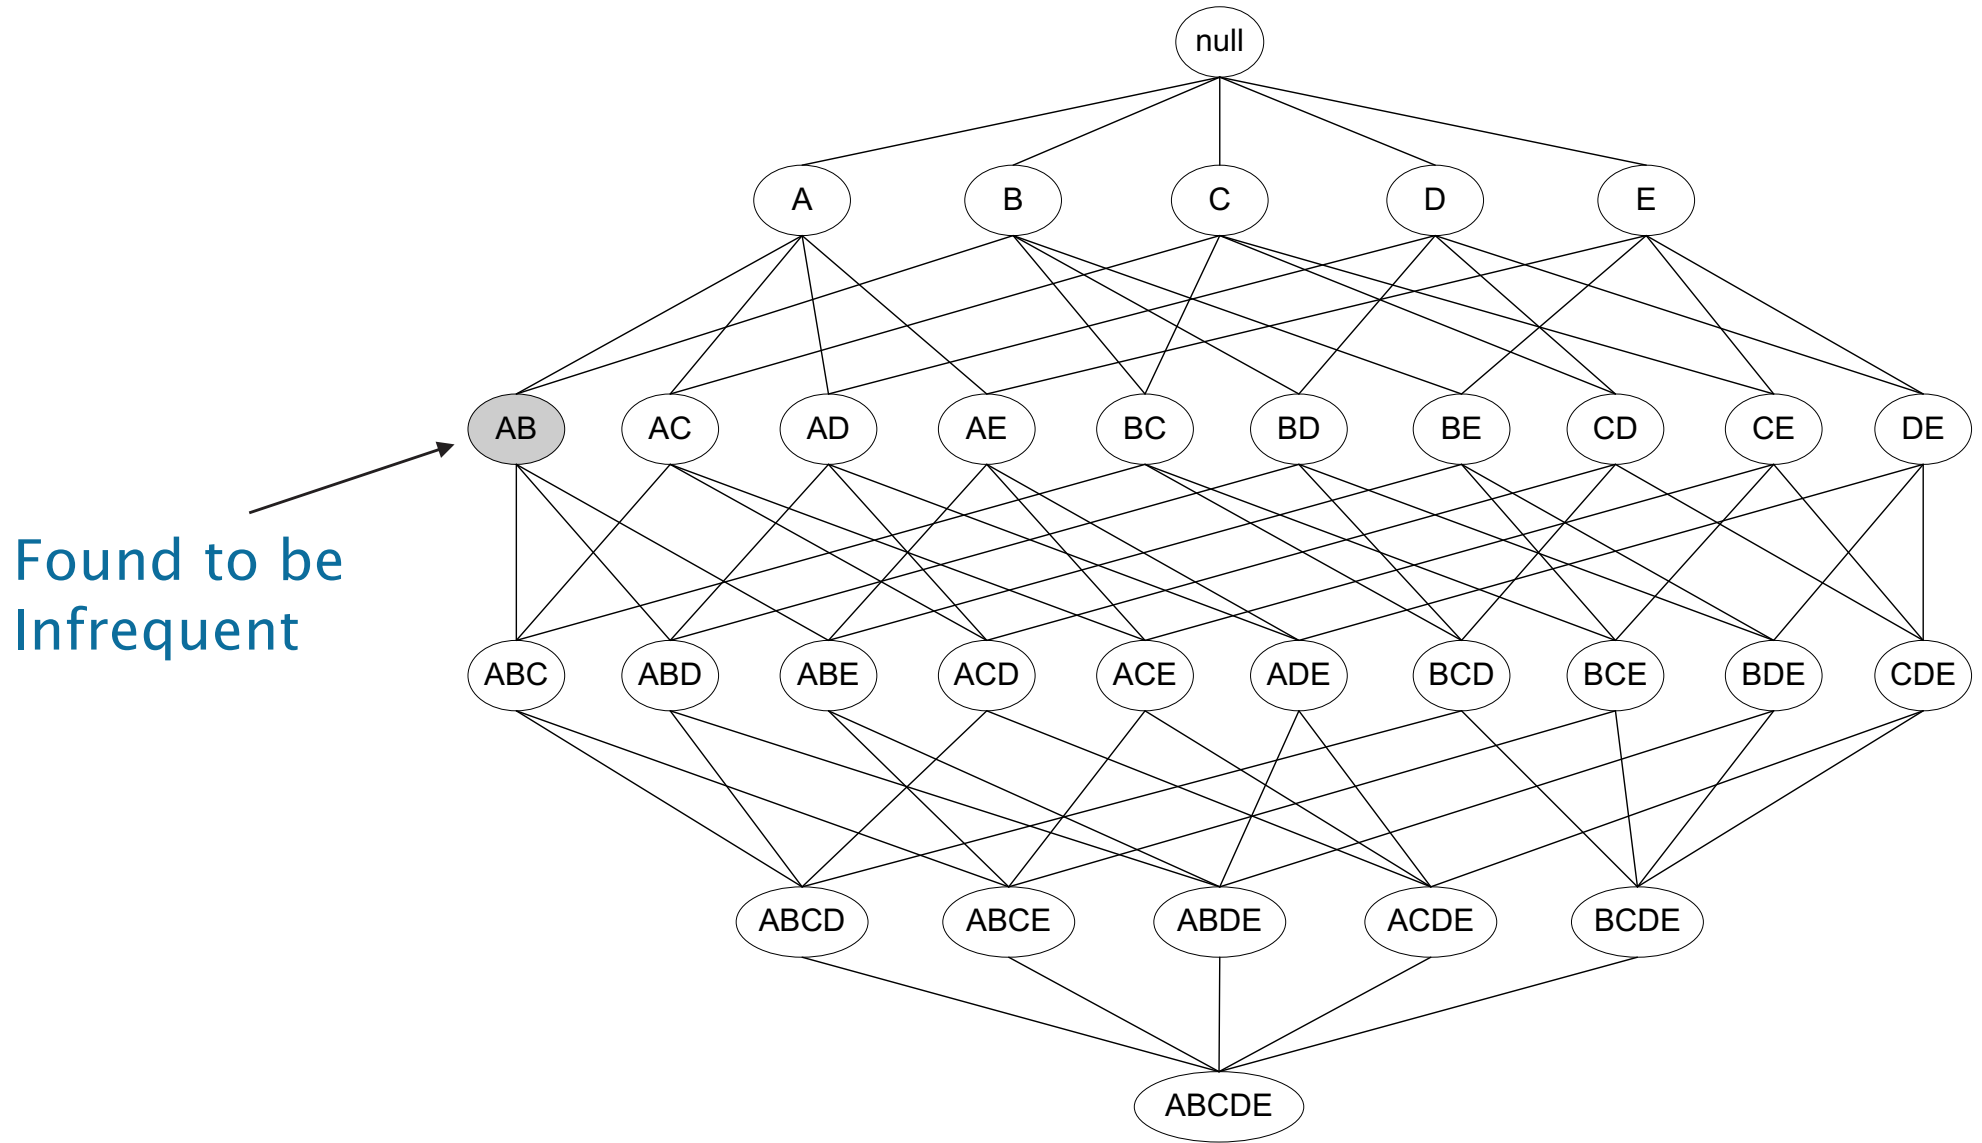 null
A B C D E
AB AC AD AE BC BD BE CD CE DE
Found to be
Infrequent
ABC ABD ABE ACD ACE ADE BCD BCE BDE CDE
ABCD ABCE ABDE ACDE BCDE
ABCDE